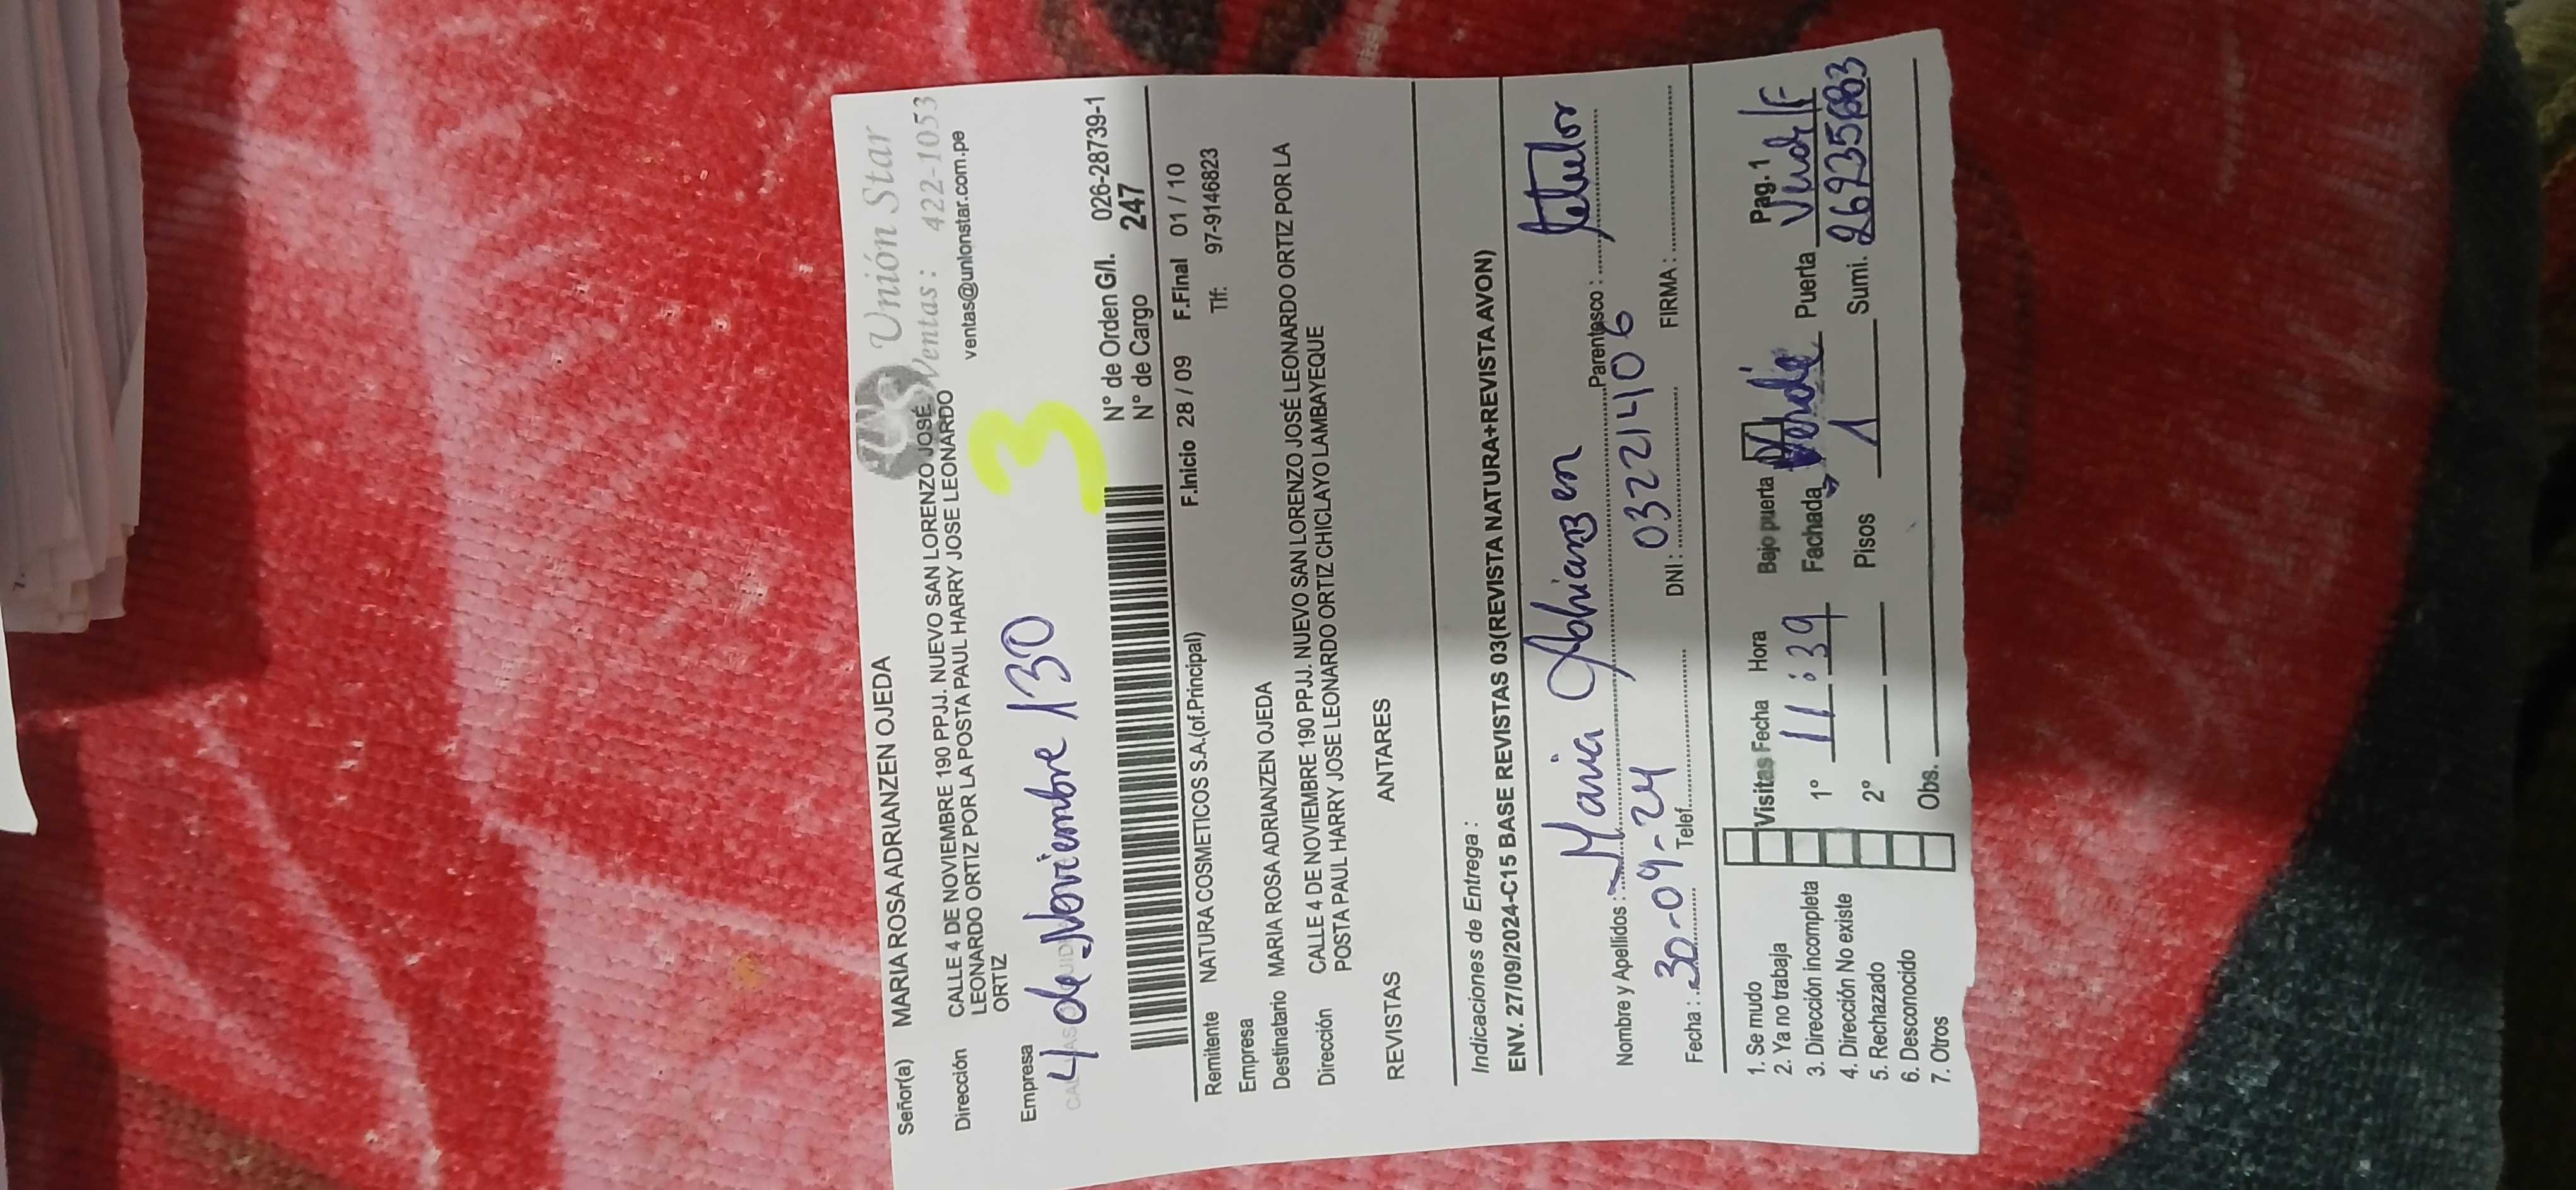 Unión Star
Ventas : 422-1053
ventas@unionstar.com.pe
Señor(a) MARIA ROSA ADRIANZEN OJEDA
Dirección CALLE 4 DE NOVIEMBRE 190 PPJJ. NUEVO SAN LORENZO JOSÉ
LEONARDO ORTIZ POR LA POSTA PAUL HARRY JOSE LEONARDO
ORTIZ
Empresa
3
4 de Noviembre 130
N° de Orden G/I. 026-28739-1
N° de Cargo 247
F.Inicio 28 / 09 F.Final 01 / 10
Remitente NATURA COSMETICOS S.A.(of.Principal) Tlf: 97-9146823
Empresa
Destinatario MARIA ROSA ADRIANZEN OJEDA
Dirección CALLE 4 DE NOVIEMBRE 190 PPJJ. NUEVO SAN LORENZO JOSÉ LEONARDO ORTIZ POR LA
POSTA PAUL HARRY JOSE LEONARDO ORTIZ CHICLAYO LAMBAYEQUE
REVISTAS ANTARES
Indicaciones de Entrega :
ENV. 27/09/2024-C15 BASE REVISTAS 03(REVISTA NATURA+REVISTA AVON)
Nombre y Apellidos : Maria Adrianzen Parentesco : titular
Fecha : 30-09-24 Telef. DNI : 03221406 FIRMA :
1. Se mudo
2. Ya no trabaja
3. Dirección incompleta
4. Dirección No existe
5. Rechazado
6. Desconocido
7. Otros
Visitas Fecha Hora Bajo puerta Pag. 1
1° 11 : 39 Fachada Verde Puerta
2° Pisos 1 Sumi.
Obs.